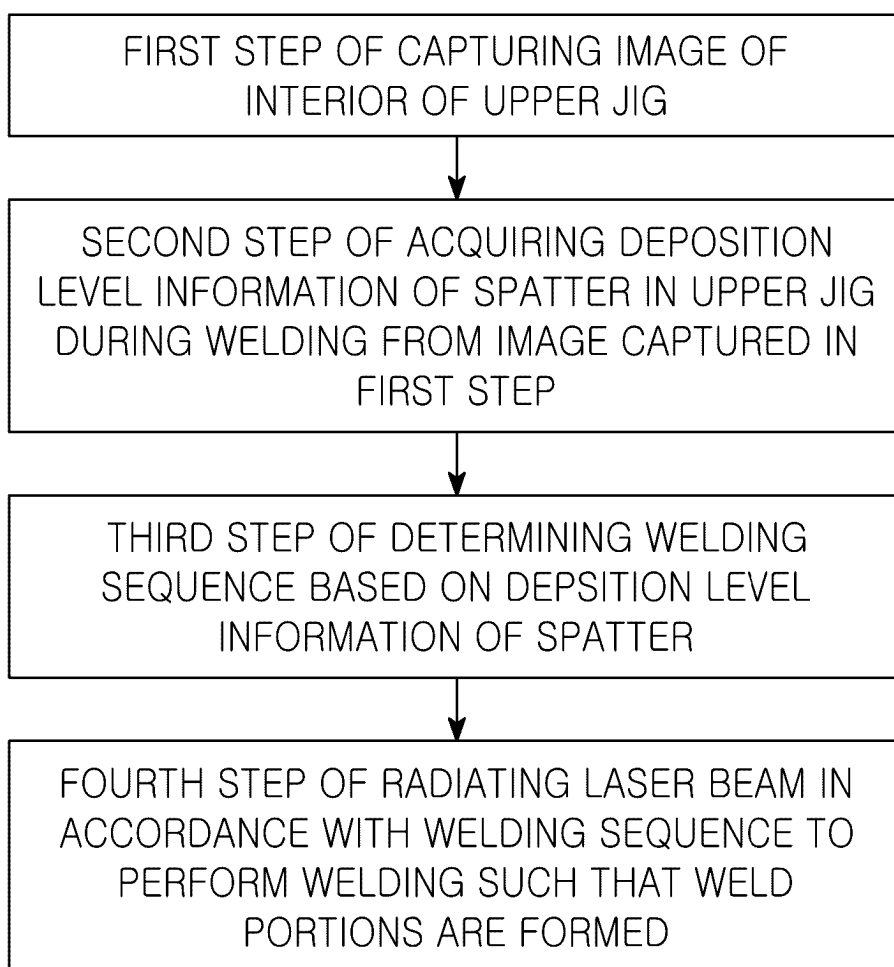 FIRST STEP OF CAPTURING IMAGE OF
INTERIOR OF UPPER JIG
SECOND STEP OF ACQUIRING DEPOSITION
LEVEL INFORMATION OF SPATTER IN UPPER JIG
DURING WELDING FROM IMAGE CAPTURED IN
FIRST STEP
THIRD STEP OF DETERMINING WELDING
SEQUENCE BASED ON DEPSITION LEVEL
INFORMATION OF SPATTER
FOURTH STEP OF RADIATING LASER BEAM IN
ACCORDANCE WITH WELDING SEQUENCE TO
PERFORM WELDING SUCH THAT WELD
PORTIONS ARE FORMED